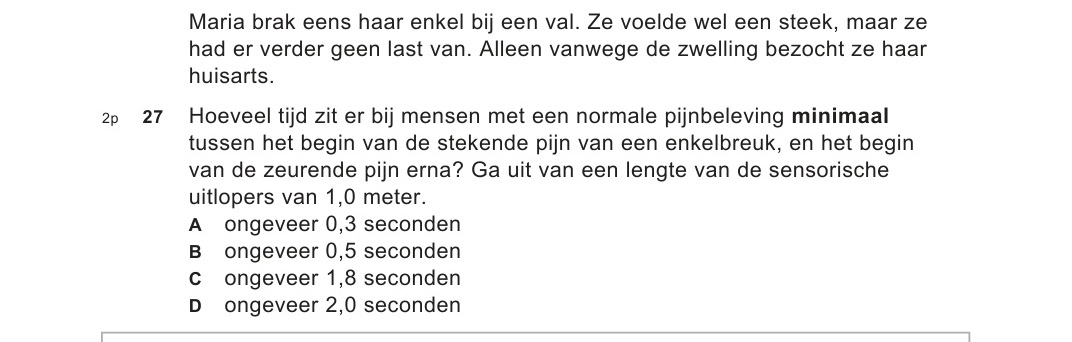 Maria brak eens haar enkel bij een val. Ze voelde wel een steek, maar ze
had er verder geen last van. Alleen vanwege de zwelling bezocht ze haar
huisarts.
2p 27 Hoeveel tijd zit er bij mensen met een normale pijnbeleving minimaal
tussen het begin van de stekende pijn van een enkelbreuk, en het begin
van de zeurende pijn erna? Ga uit van een lengte van de sensorische
uitlopers van 1,0 meter.
A ongeveer 0,3 seconden
B ongeveer 0,5 seconden
C ongeveer 1,8 seconden
D ongeveer 2,0 seconden